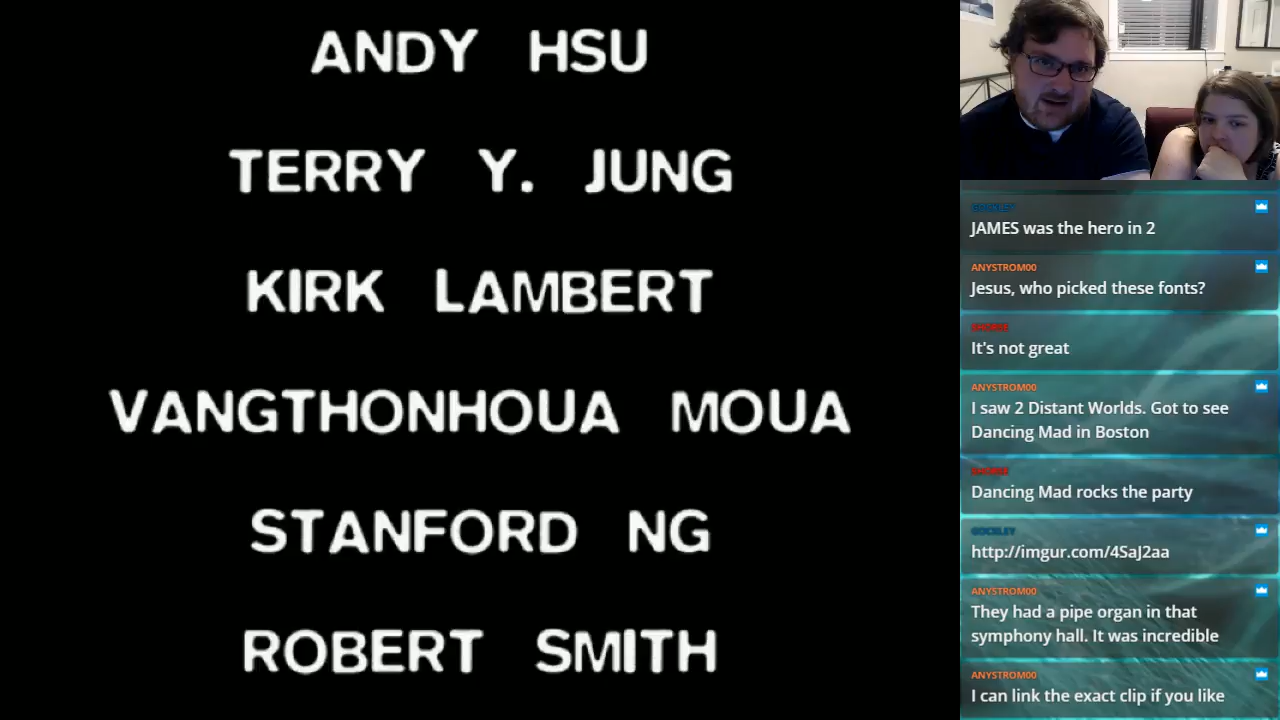 ANDY HSU
TERRY Y. JUNG
KIRK LAMBERT
VANGTHONHOUA MOUA
STANFORD NG
ROBERT SMITH
JAMES was the hero in 2
ANYSTROM00
Jesus, who picked these fonts?
It's not great
ANYSTROM00
I saw 2 Distant Worlds. Got to see
Dancing Mad in Boston
Dancing Mad rocks the party
http://imgur.com/4SaJ2aa
ANYSTROM00
They had a pipe organ in that
symphony hall. It was incredible
ANYSTROM00
I can link the exact clip if you like